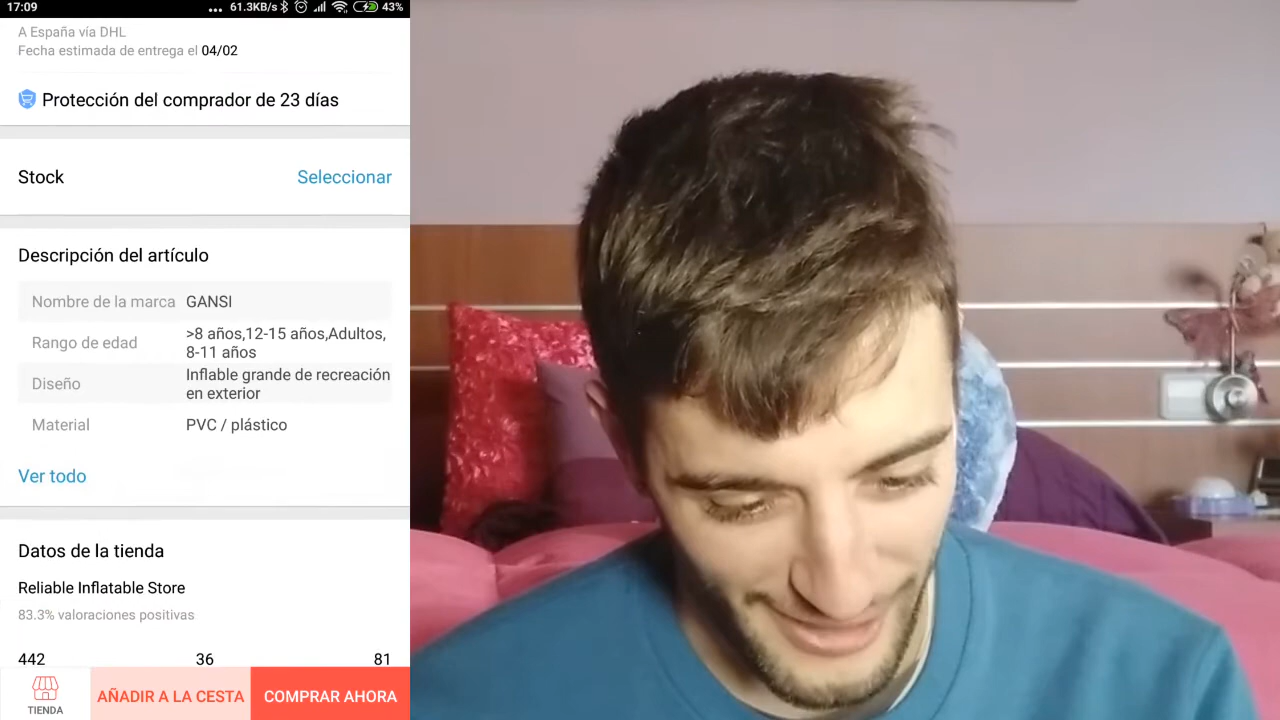 17:09 ... 61.3KB/s 43%
A España vía DHL
Fecha estimada de entrega el 04/02
Protección del comprador de 23 días
Stock Seleccionar
Descripción del artículo
Nombre de la marca GANSI
Rango de edad >8 años,12-15 años,Adultos,
8-11 años
Diseño Inflable grande de recreación
en exterior
Material PVC / plástico
Ver todo
Datos de la tienda
Reliable Inflatable Store
83.3% valoraciones positivas
442 36 81
TIENDA AÑADIR A LA CESTA COMPRAR AHORA